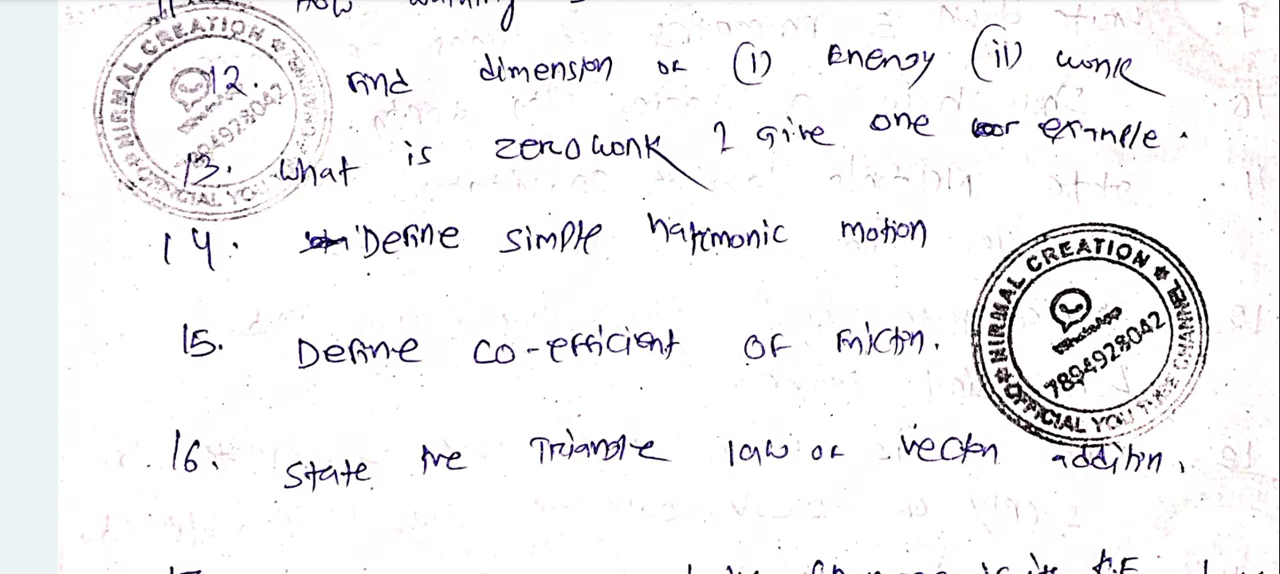 12. Find dimension of (i) Energy (ii) work
13. What is zero work ? Give one example.
14. Define simple harmonic motion
15. Define co-efficient of friction.
16. State the Triangle law of vector addition.
NIRMAL CREATION
WhatsApp
7894928042
OFFICIAL YOU TUBE CHANNEL
NIRMAL CREATION
WhatsApp
7894928042
OFFICIAL YOU TUBE CHANNEL